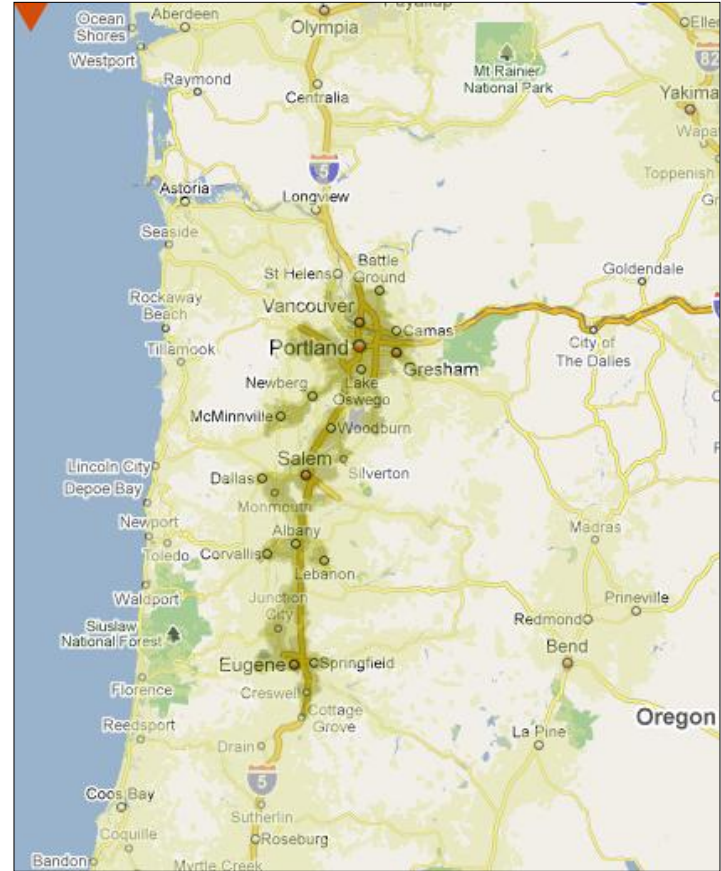 Ocean
Shores
Aberdeen
Olympia
Westport
Raymond
Centralia
Mt Rainier
National Park
82
Yakima
Toppenish
5
Astoria
Longview
Seaside
Battle
Ground
St Helens
Goldendale
Rockaway
Beach
Vancouver
Camas
City of
The Dalles
Tillamook
Portland
Gresham
Lake
Oswego
Newberg
McMinnville
Woodburn
Salem
Lincoln City
Dallas
Silverton
Depoe Bay
Monmouth
Newport
Albany
Madras
Toledo
Corvallis
Lebanon
Waldport
Junction
City
Prineville
Redmond
Siuslaw
National Forest
Bend
Eugene
Springfield
Florence
Creswell
Cottage
Grove
Oregon
Reedsport
La Pine
Drain
5
Coos Bay
Sutherlin
Coquille
Roseburg
Bandon
Myrtle Creek